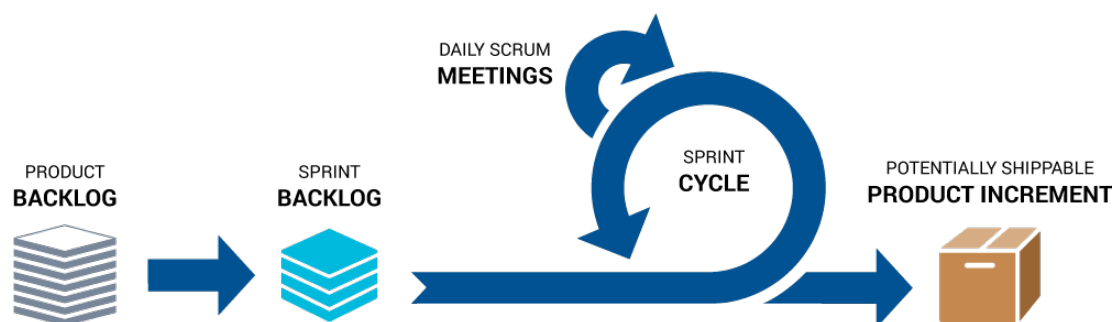 DAILY SCRUM
MEETINGS
PRODUCT
BACKLOG
SPRINT
BACKLOG
SPRINT
CYCLE
POTENTIALLY SHIPPABLE
PRODUCT INCREMENT